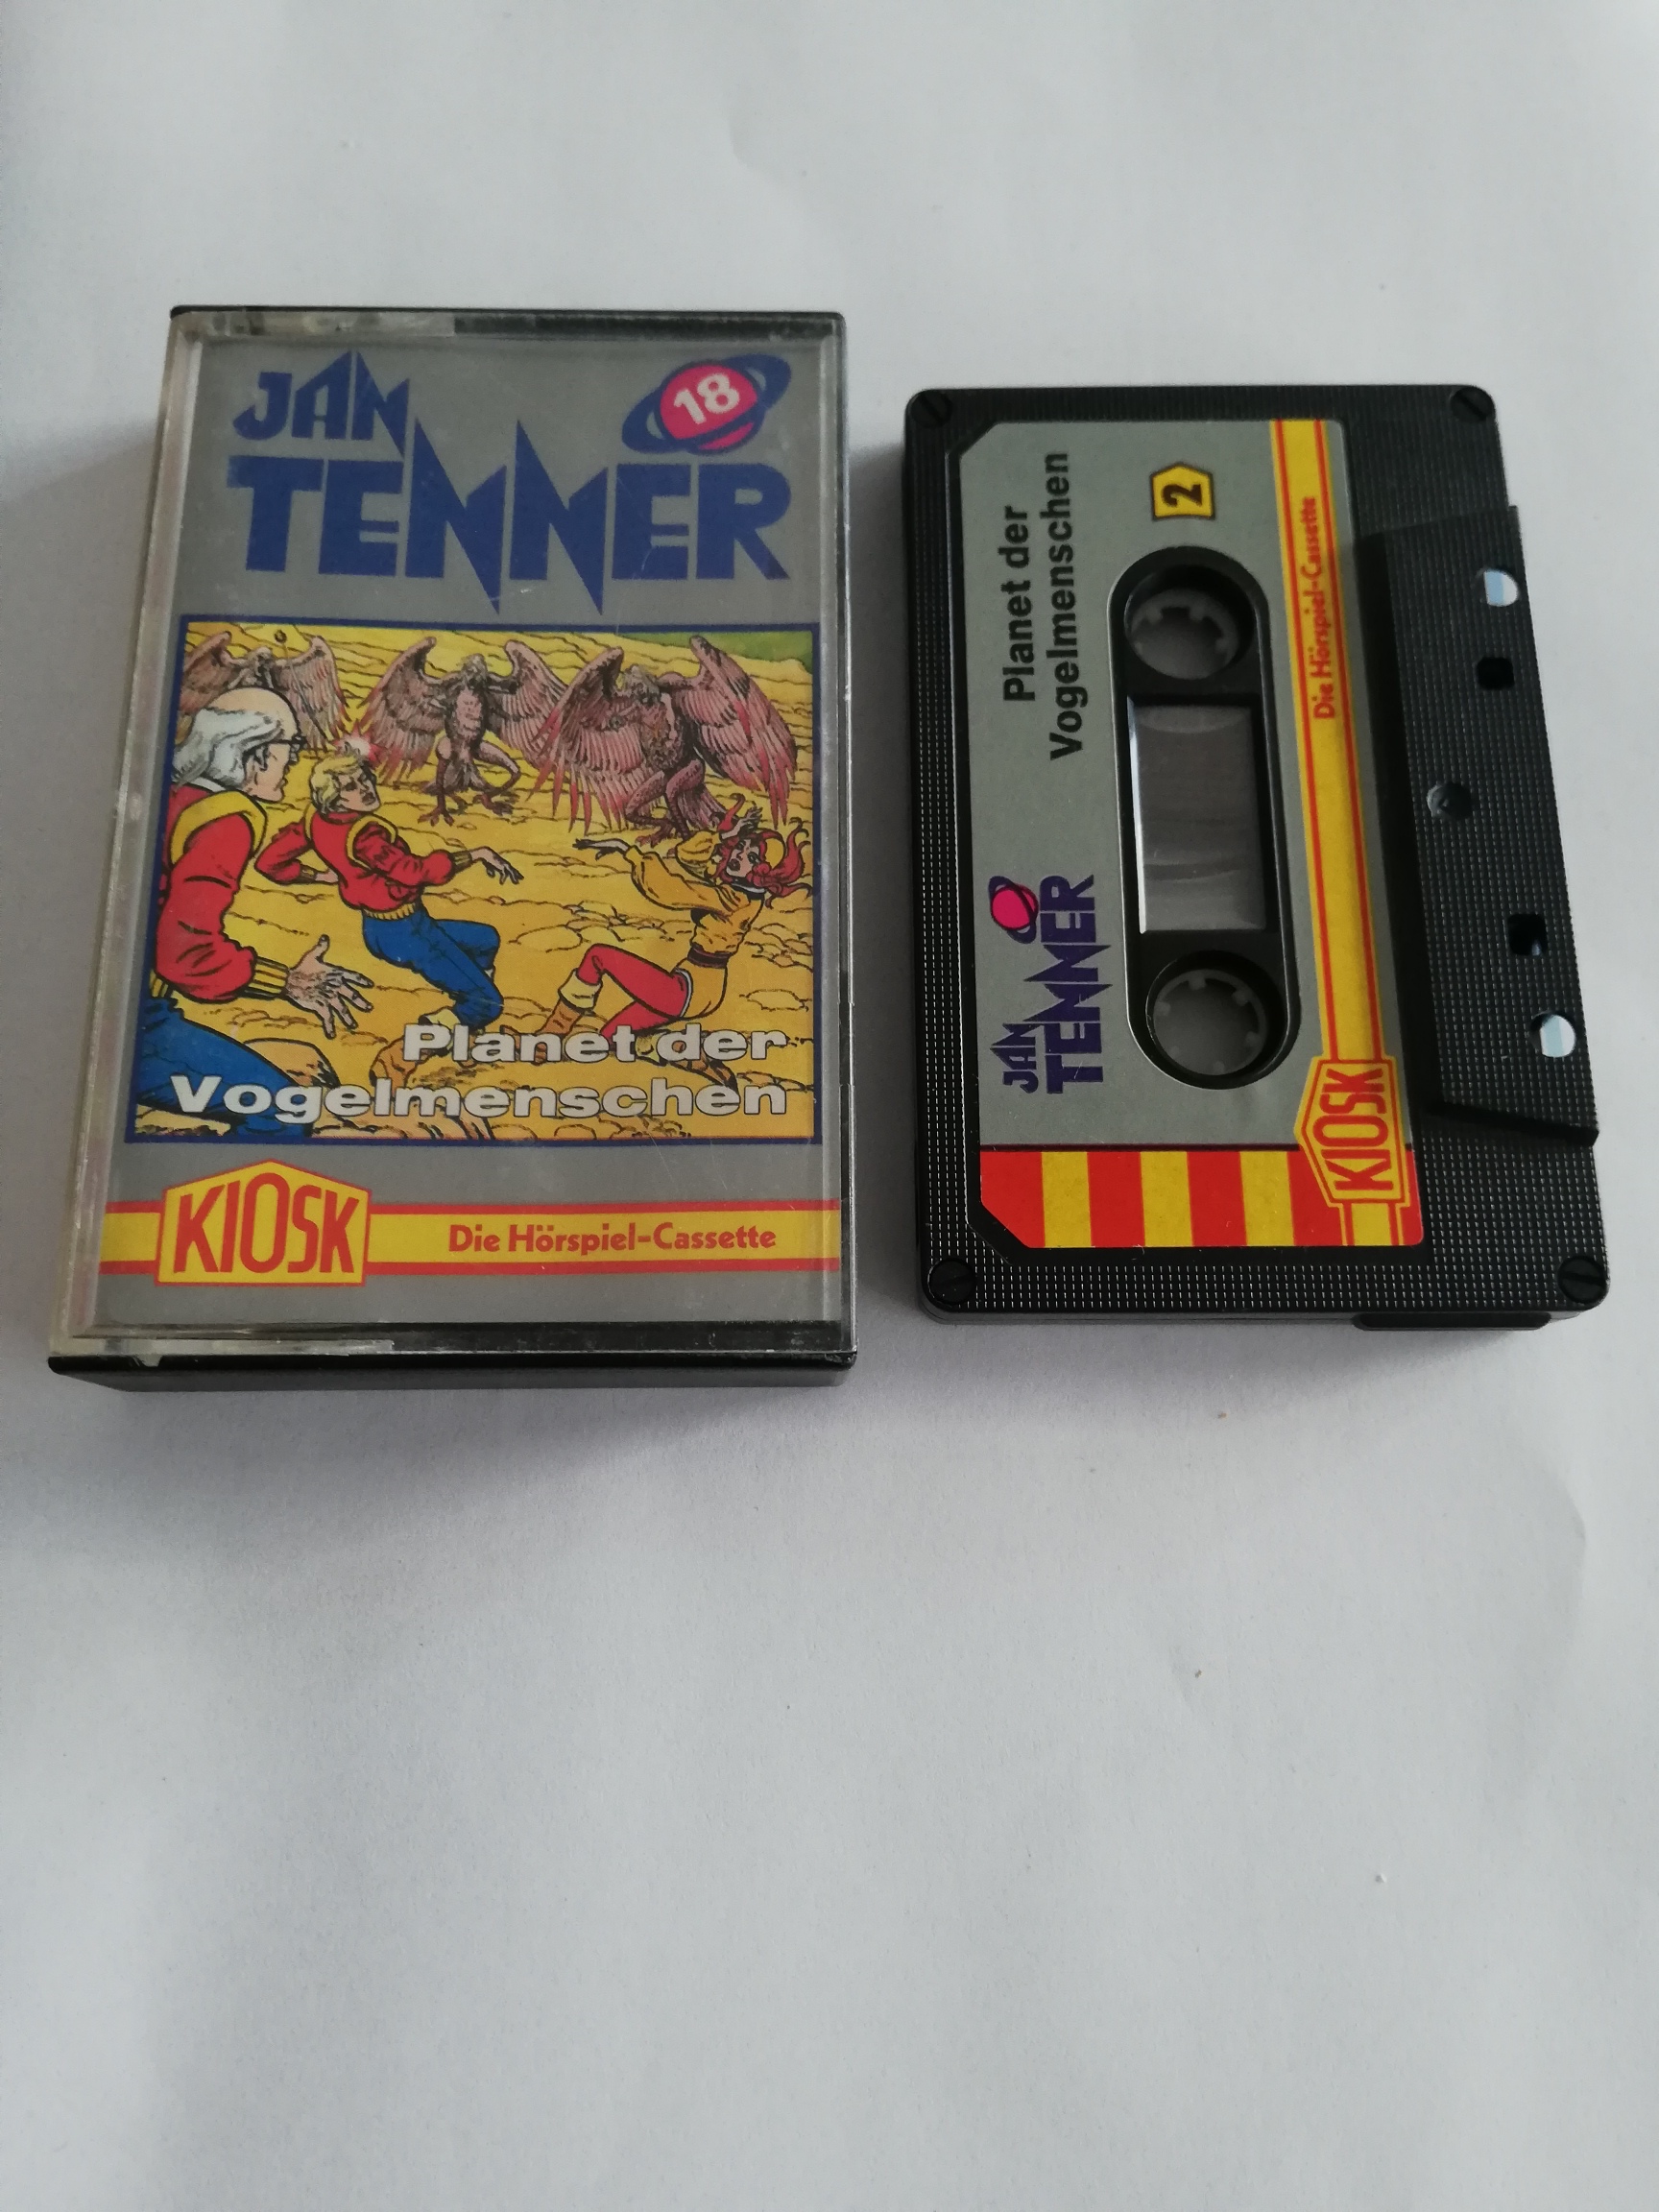 JAN
TENNER
18
Planet der
Vogelmenschen
KIOSK
Die Hörspiel-Cassette
Planet der
Vogelmenschen
2
JAN
TENNER
Die Hörspiel-Cassette
KIOSK